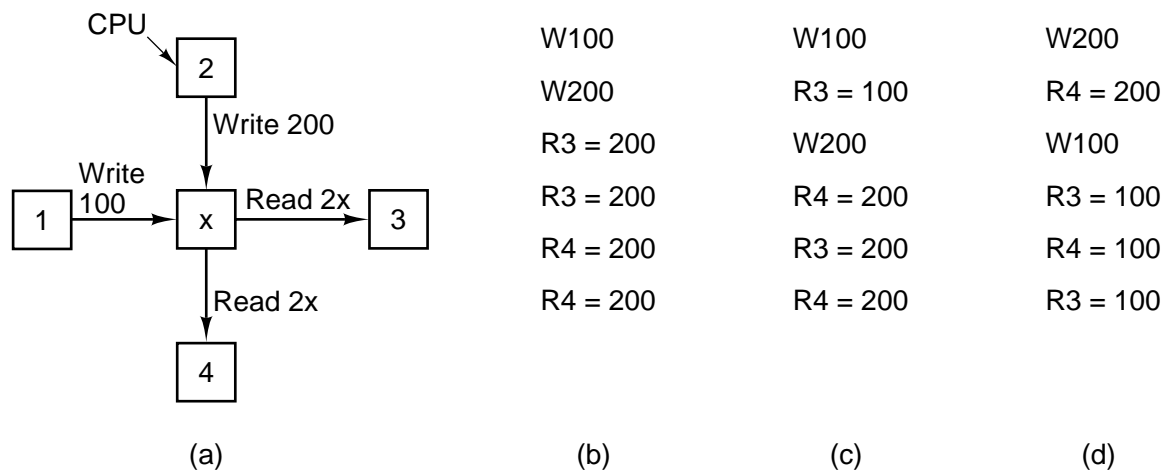 CPU
2
Write 200
Write
100
1
x
Read 2x
3
Read 2x
4
(a)
W100
W200
R3 = 200
R3 = 200
R4 = 200
R4 = 200
(b)
W100
R3 = 100
W200
R4 = 200
R3 = 200
R4 = 200
(c)
W200
R4 = 200
W100
R3 = 100
R4 = 100
R3 = 100
(d)